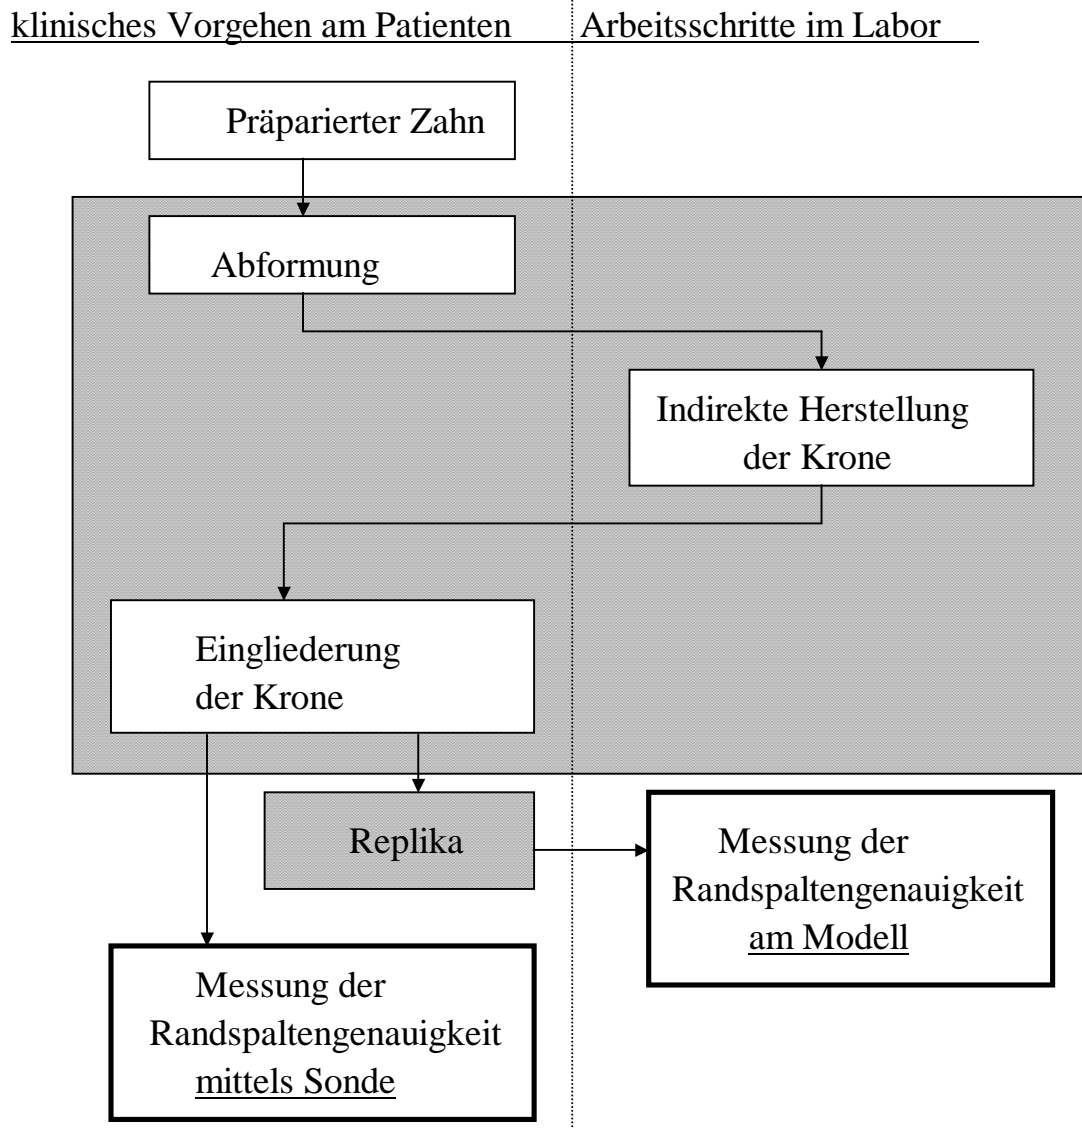 klinisches Vorgehen am Patienten
Arbeitsschritte im Labor
Präparierter Zahn
Abformung
Indirekte Herstellung
der Krone
Eingliederung
der Krone
Replika
Messung der
Randspaltengenauigkeit
am Modell
Messung der
Randspaltengenauigkeit
mittels Sonde